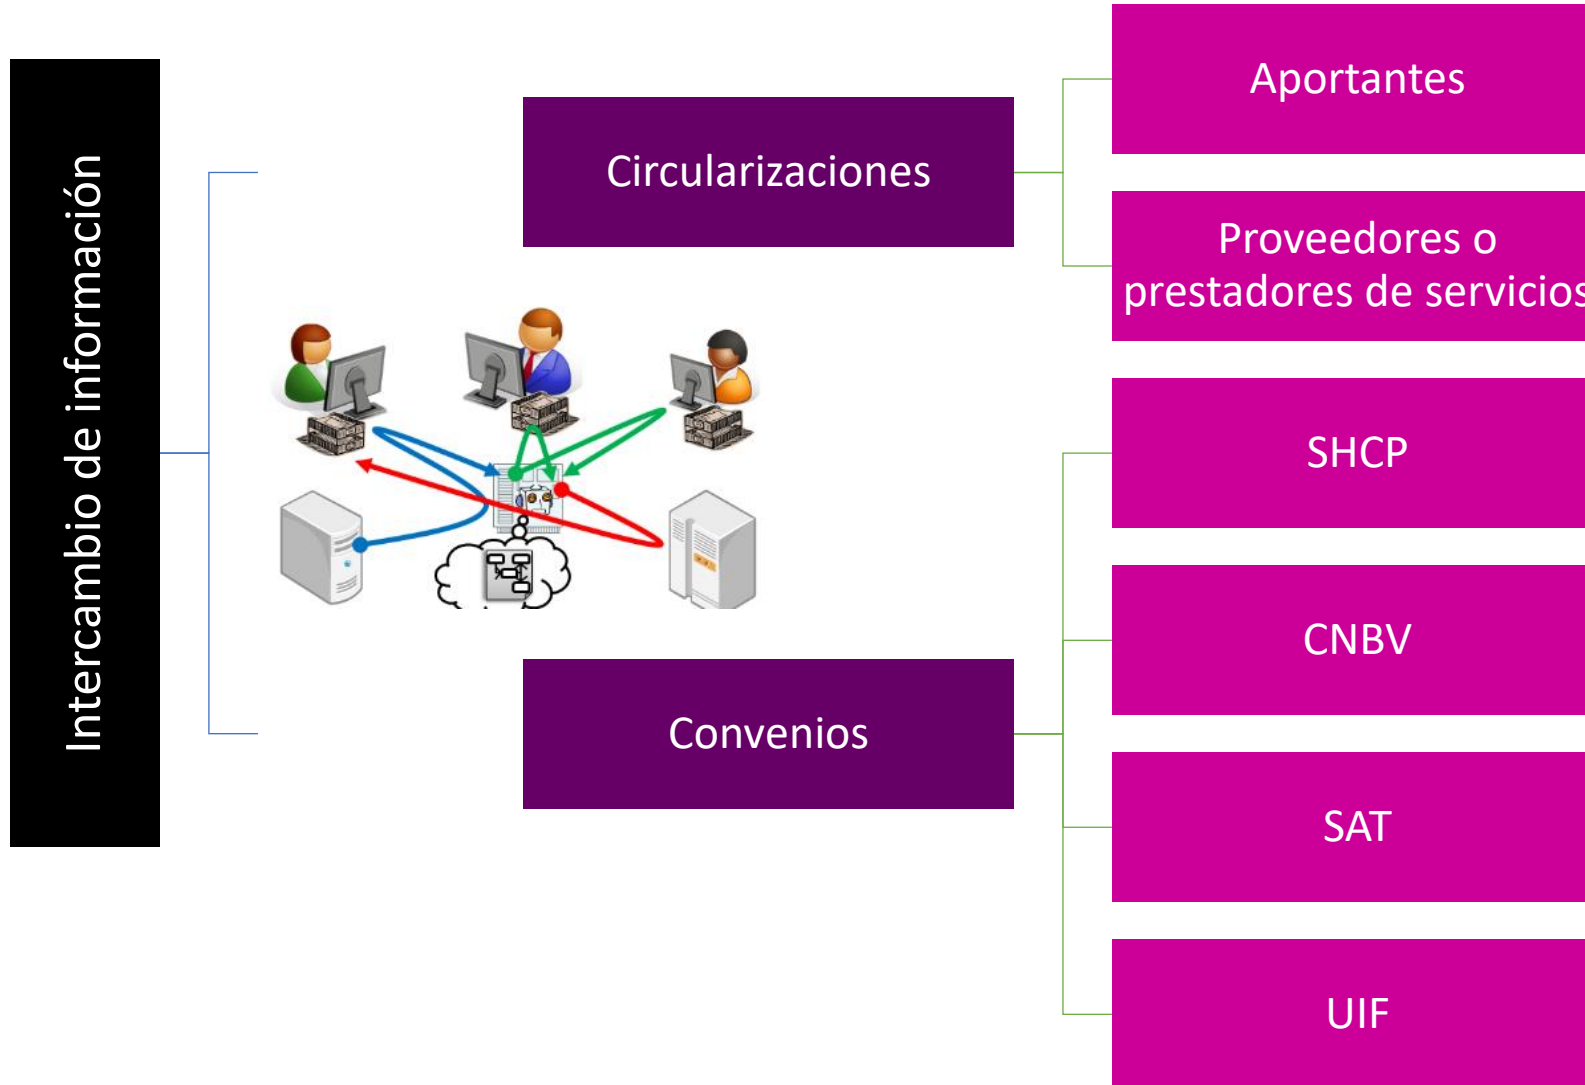 Intercambio de información
Circularizaciones
Aportantes
Proveedores o
prestadores de servicios
Convenios
SHCP
CNBV
SAT
UIF